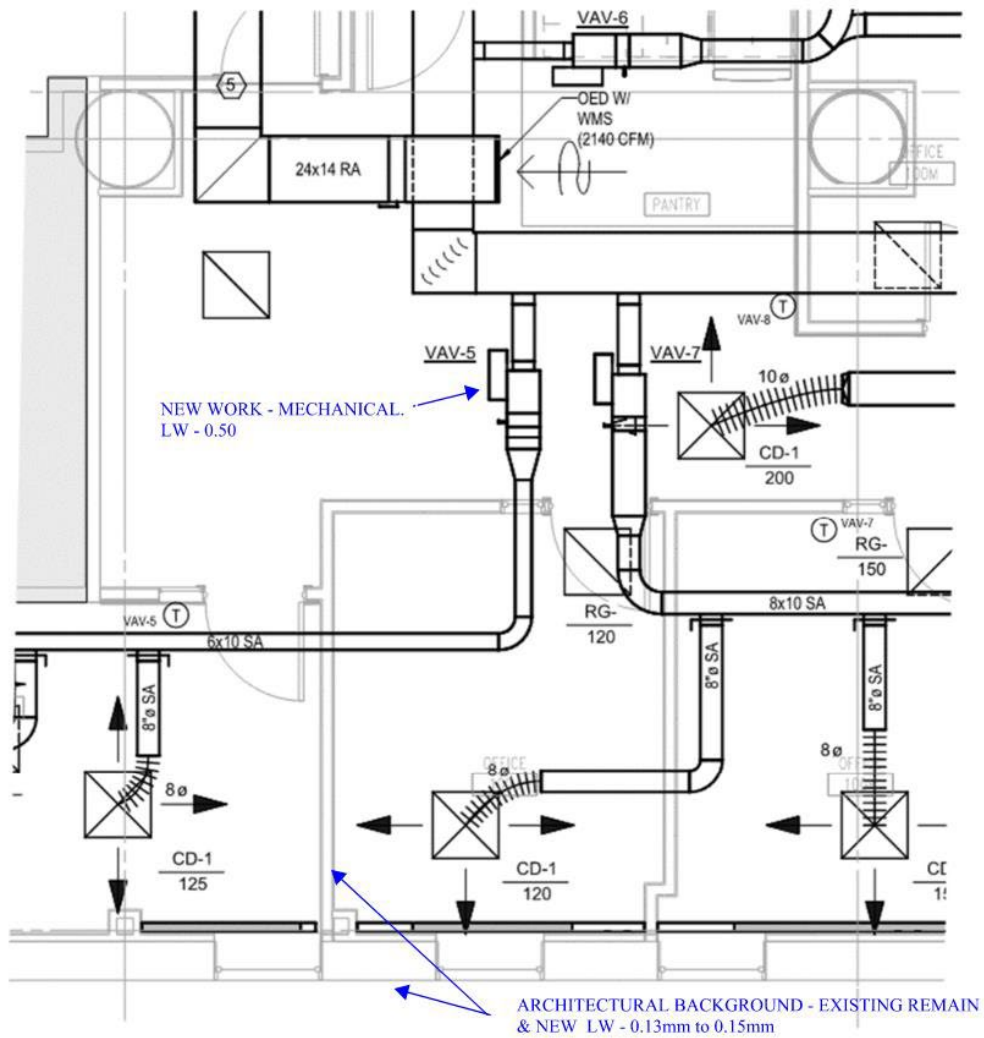 VAV-6
5
OED W/
WMS
(2140 CFM)
24x14 RA
OFFICE
100M
PANTRY
VAV-8
T
VAV-5
VAV-7
10ø
NEW WORK - MECHANICAL.
LW - 0.50
CD-1
200
T
VAV-7
RG-
150
VAV-5
T
RG-
120
8x10 SA
6x10 SA
8"ø SA
8"ø SA
8"ø SA
8ø
OFFICE
8ø
8ø
CD-1
125
CD-1
120
ARCHITECTURAL BACKGROUND - EXISTING REMAIN
& NEW LW - 0.13mm to 0.15mm